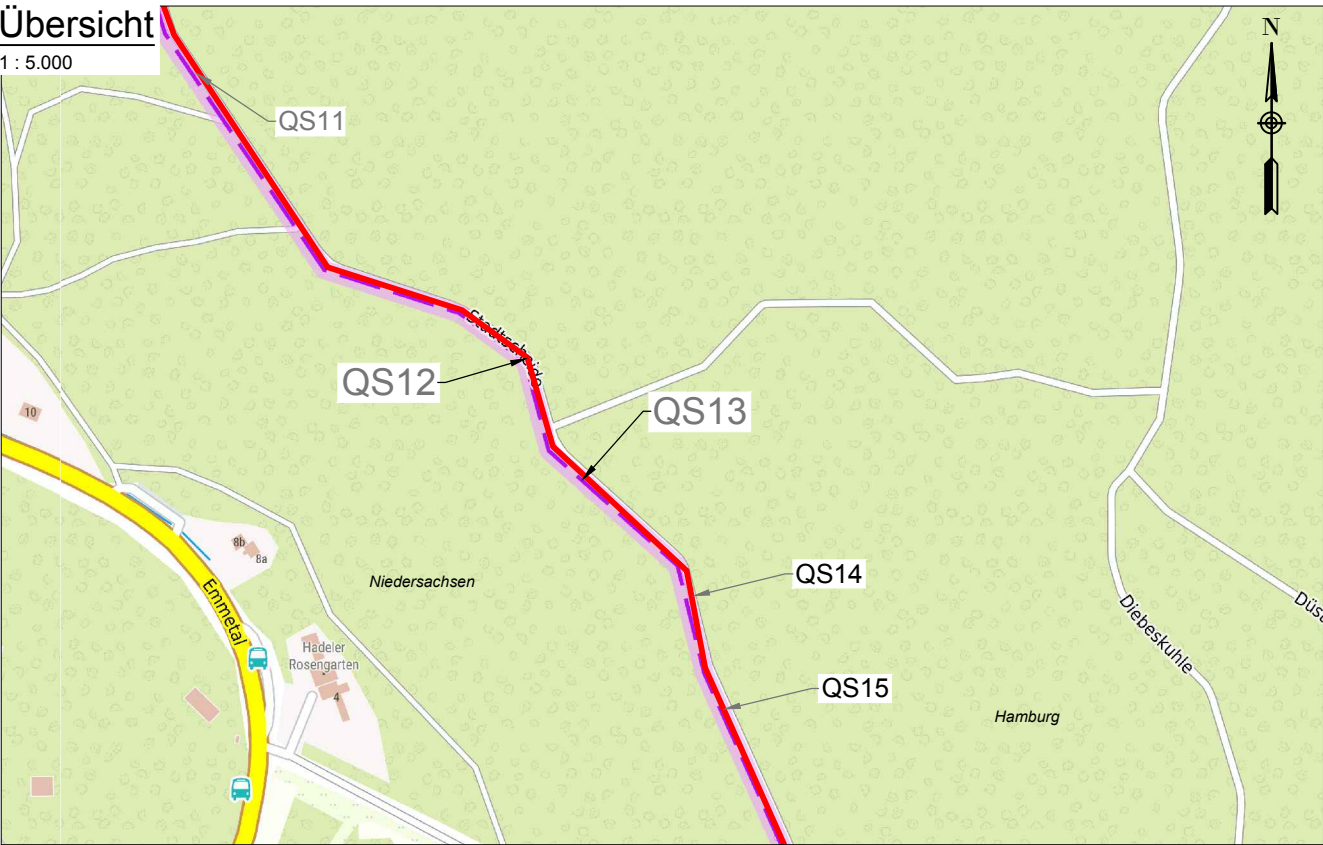 Übersicht
1 : 5.000
N
QS11
Stadtscheide
QS12
QS13
10
8b
8a
Niedersachsen
QS14
Emmetal
Hadeler
Rosengarten
4
QS15
Diebeskuhle
Hamburg